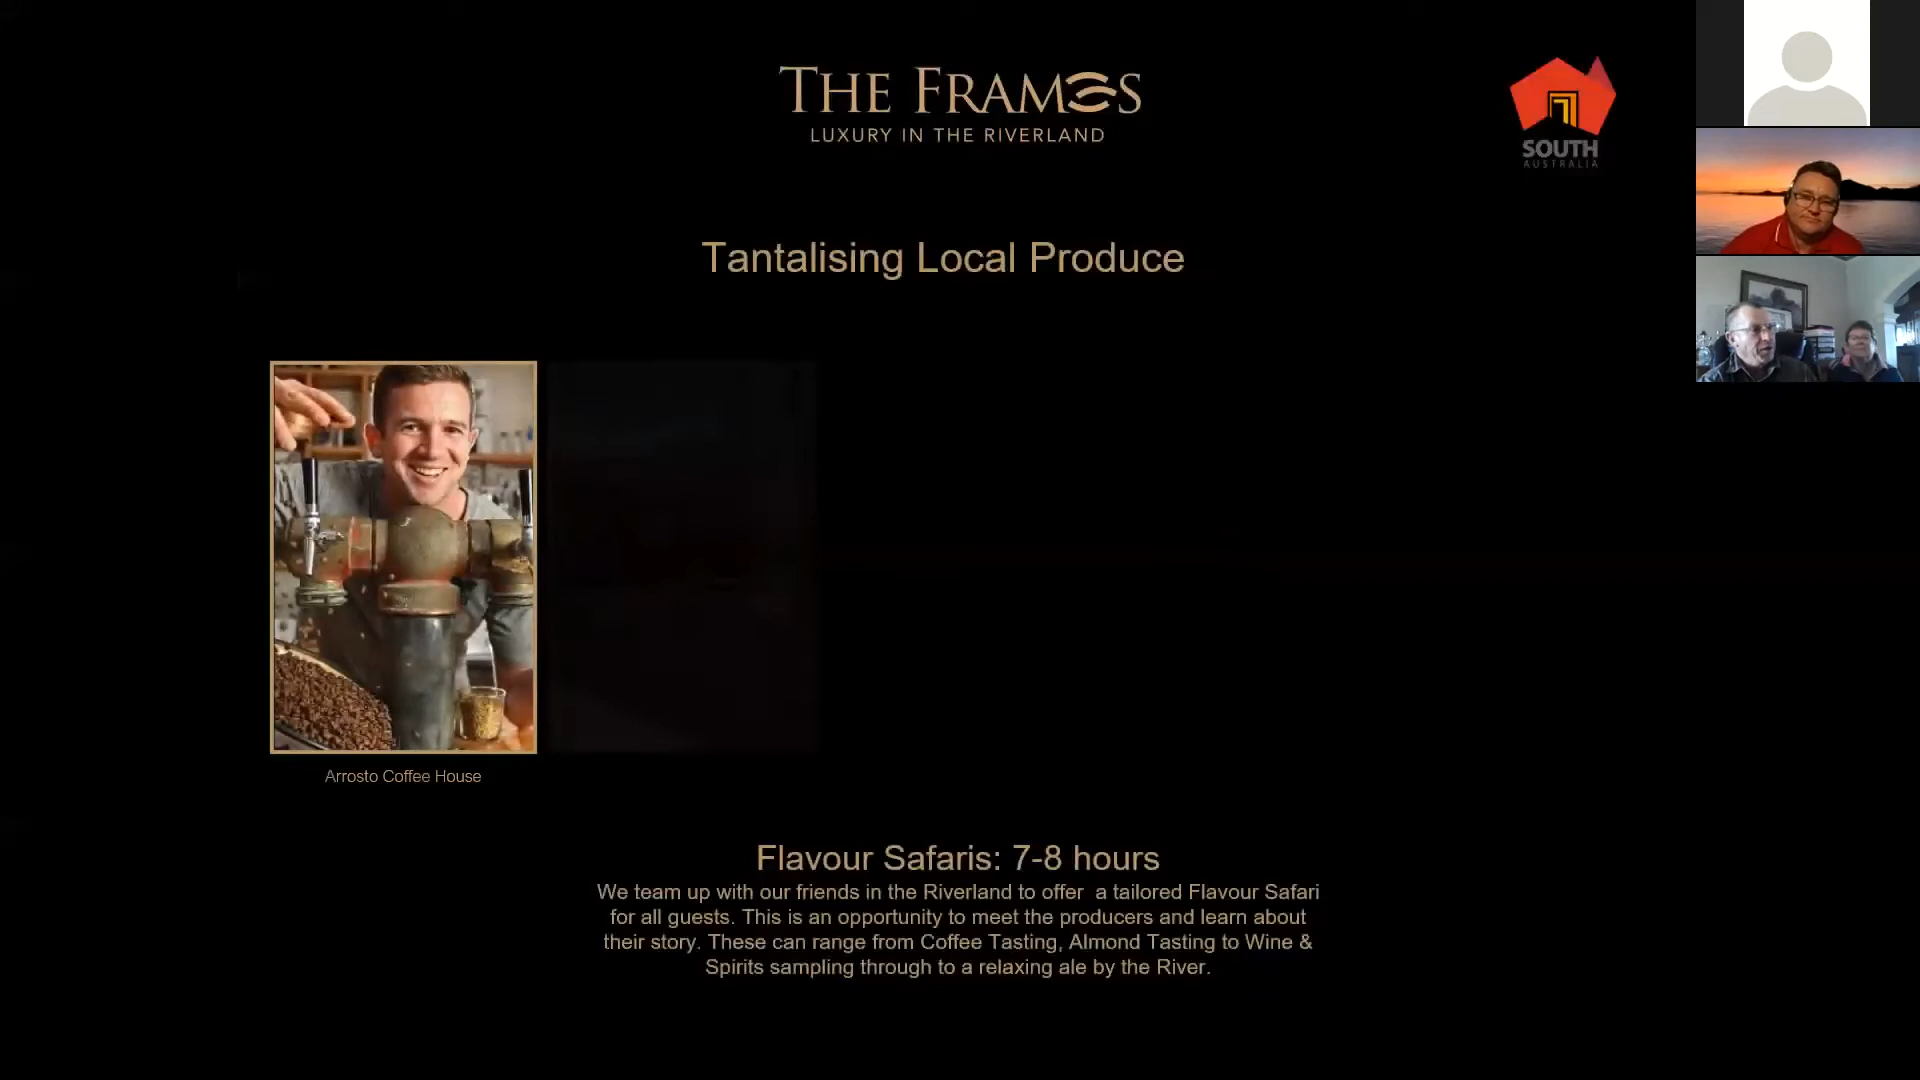 THE FRAMES
LUXURY IN THE RIVERLAND
SOUTH
AUSTRALIA
Tantalising Local Produce
Arrosto Coffee House
Flavour Safaris: 7-8 hours
We team up with our friends in the Riverland to offer  a tailored Flavour Safari
for all guests. This is an opportunity to meet the producers and learn about
their story. These can range from Coffee Tasting, Almond Tasting to Wine &
Spirits sampling through to a relaxing ale by the River.